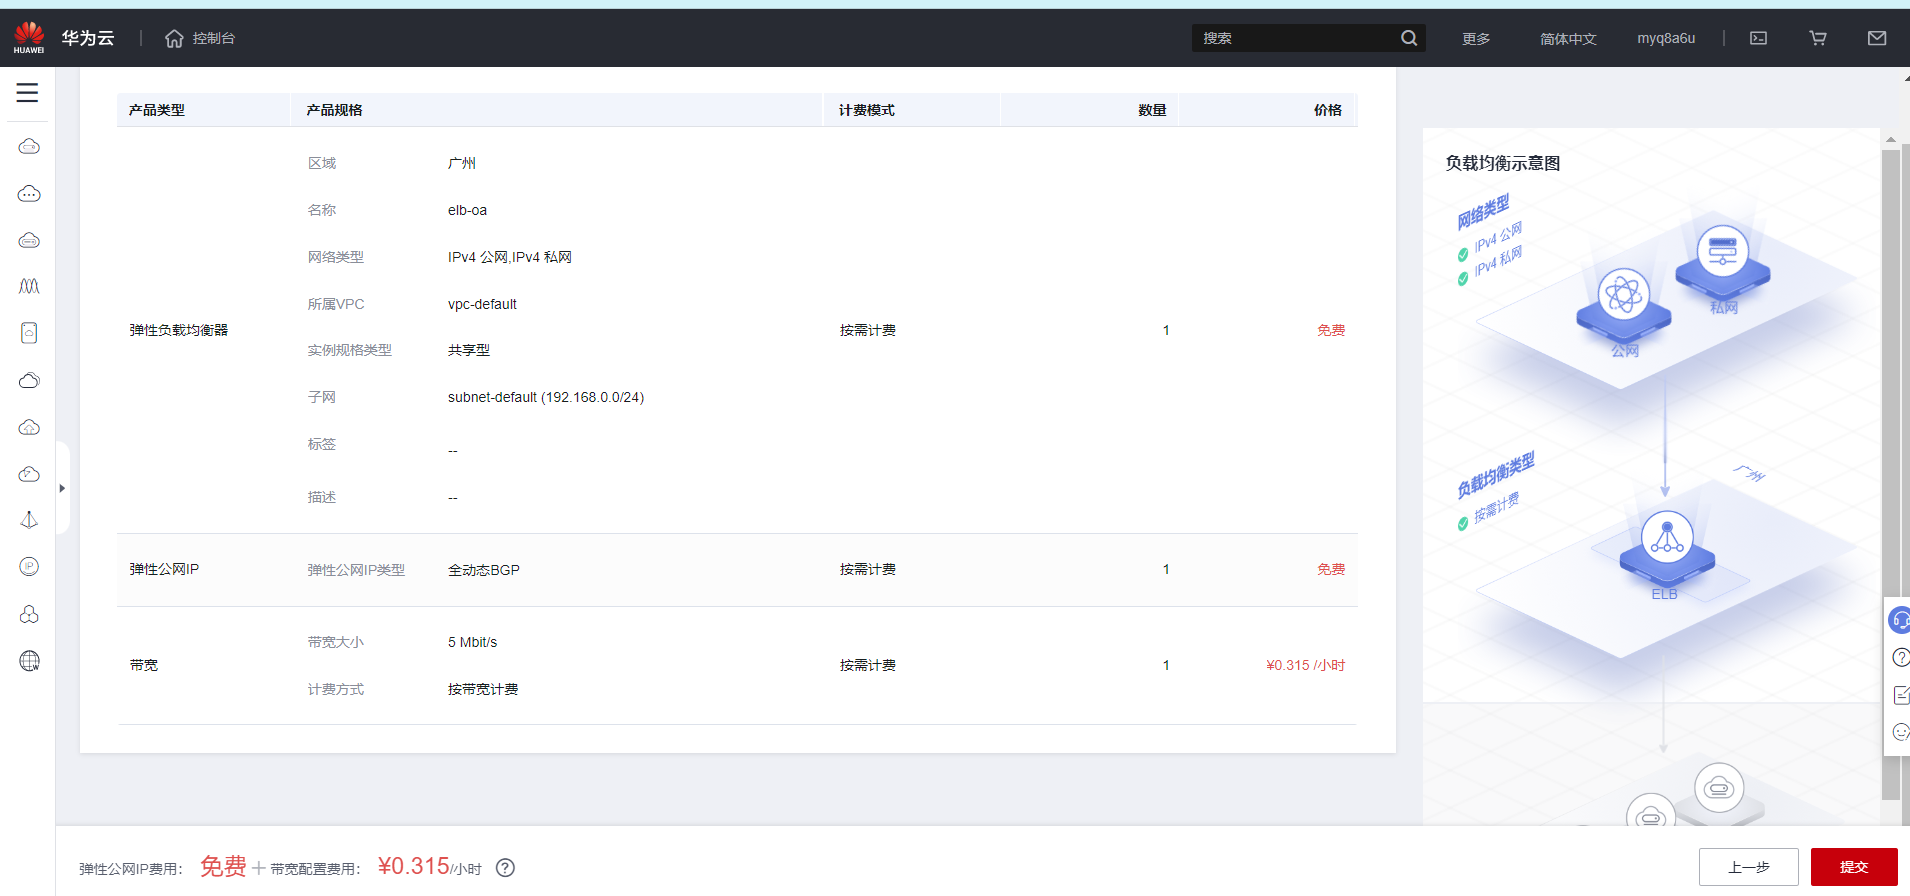 HUAWEI
华为云
控制台
搜索
更多
简体中文
myq8a6u
产品类型 产品规格 计费模式 数量 价格
弹性负载均衡器
区域 广州
名称 elb-oa
网络类型 IPv4 公网,IPv4 私网
所属VPC vpc-default
实例规格类型 共享型
子网 subnet-default (192.168.0.0/24)
标签 --
描述 --
按需计费 1 免费
弹性公网IP 弹性公网IP类型 全动态BGP 按需计费 1 免费
带宽
带宽大小 5 Mbit/s
计费方式 按带宽计费
按需计费 1 ¥0.315 /小时
负载均衡示意图
网络类型
IPv4 公网
IPv4 私网
私网
公网
负载均衡类型
按需计费
广州
ELB
弹性公网IP费用： 免费 + 带宽配置费用： ¥0.315/小时
上一步
提交
IP
W